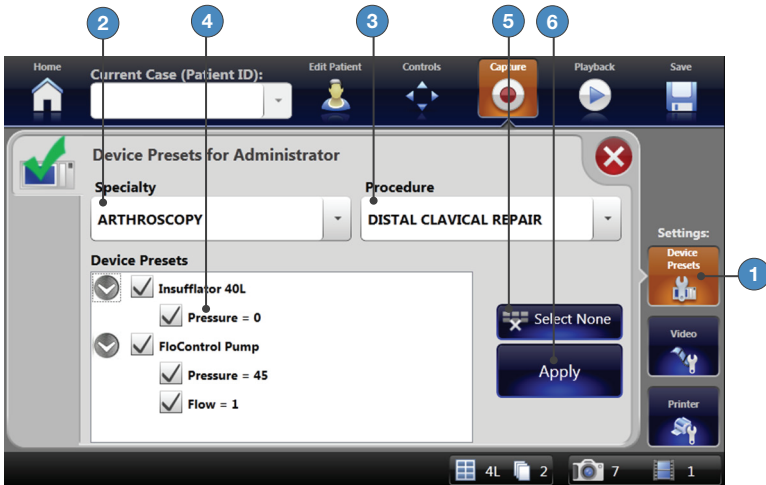 2 4 3 5 6
Home Current Case (Patient ID): Edit Patient Controls Capture Playback Save
Device Presets for Administrator
Specialty Procedure
ARTHROSCOPY DISTAL CLAVICAL REPAIR
Settings:
Device Presets
Device
Presets
1
Insufflator 40L
Pressure = 0
Select None
FloControl Pump
Video
Pressure = 45
Apply
Flow = 1
Printer
4L 2 7 1